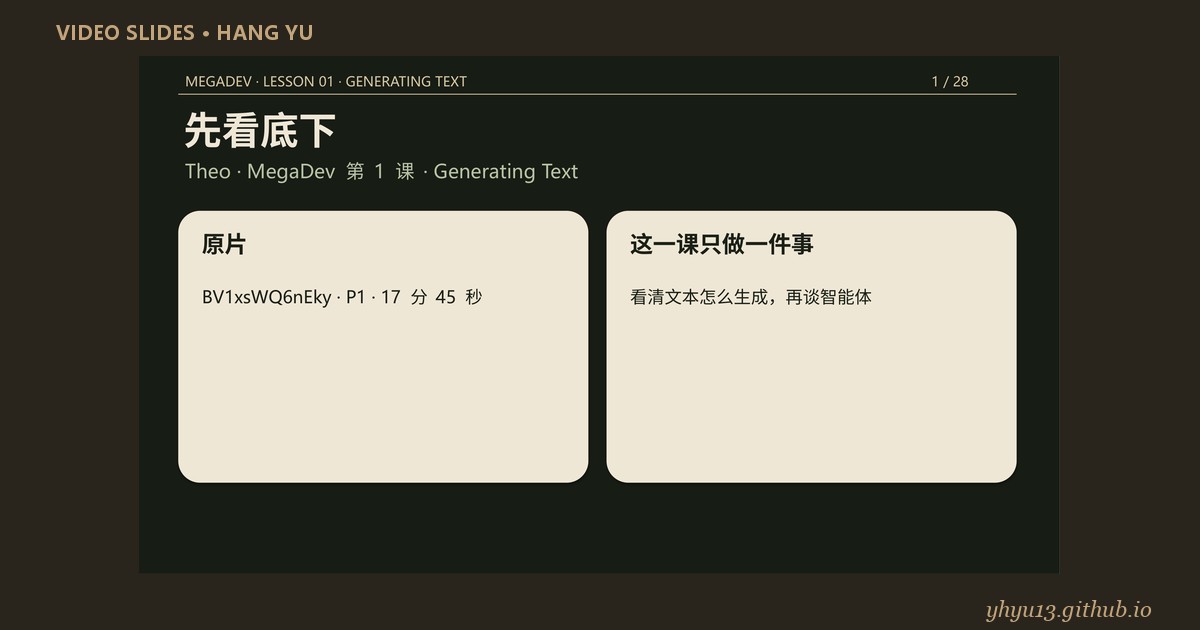 VIDEO SLIDES • HANG YU
MEGADEV · LESSON 01 · GENERATING TEXT
1 / 28
先看底下
Theo · MegaDev 第 1 课 · Generating Text
原片
BV1xsWQ6nEky · P1 · 17 分 45 秒
这一课只做一件事
看清文本怎么生成，再谈智能体
yhyu13.github.io